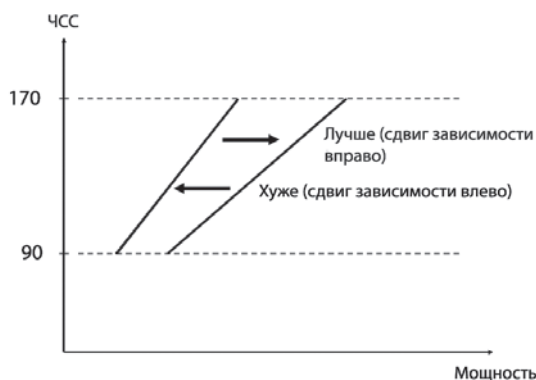 ЧСС
170
Лучше (сдвиг зависимости
вправо)
Хуже (сдвиг зависимости влево)
90
Мощность